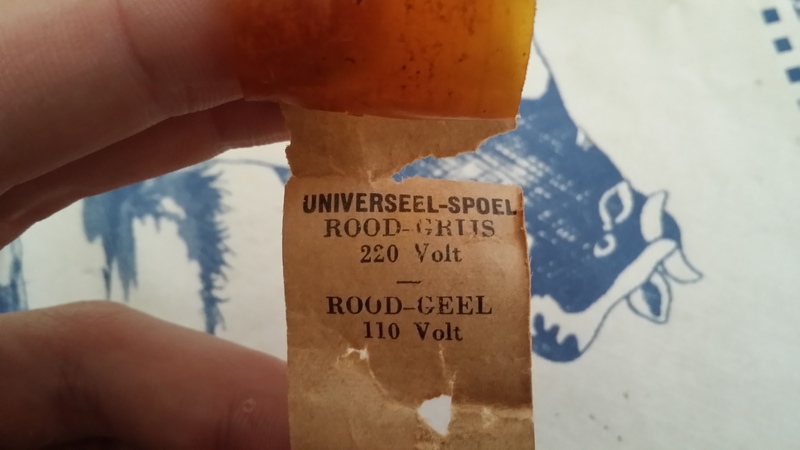 UNIVERSEEL-SPOEL
ROOD-GRIJS
220 Volt
—
ROOD-GEEL
110 Volt